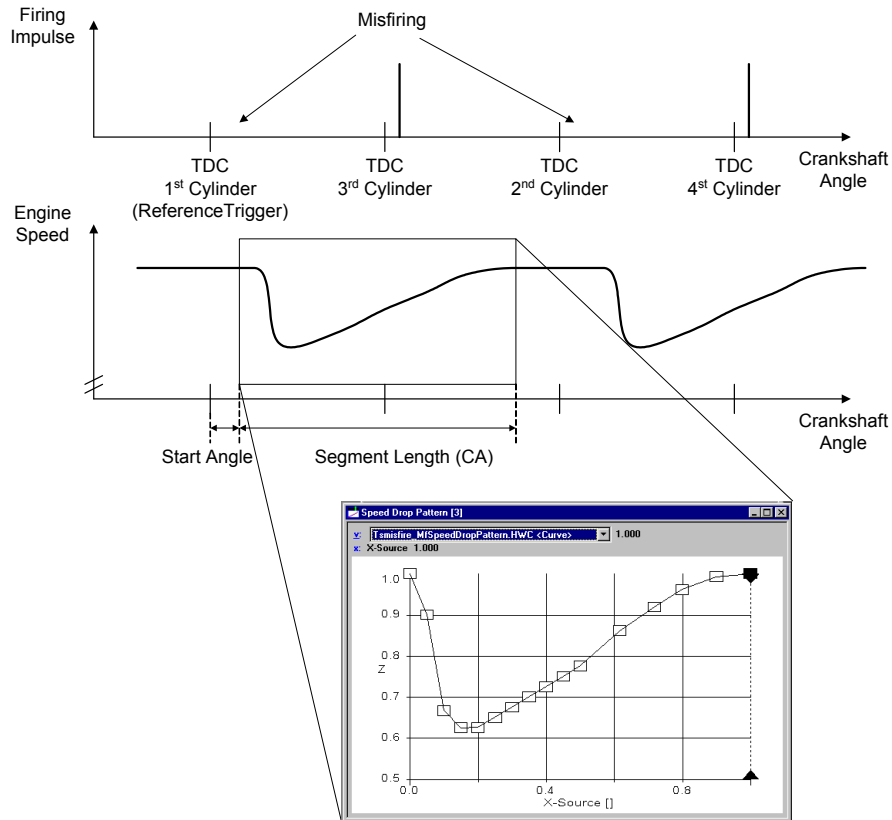 Firing
Impulse
Misfiring
TDC
1st Cylinder
(ReferenceTrigger)
TDC
3rd Cylinder
TDC
2nd Cylinder
TDC
4st Cylinder
Crankshaft
Angle
Engine
Speed
Crankshaft
Angle
Start Angle
Segment Length (CA)
Speed Drop Pattern [3]
y: Tsmisfire_MfSpeedDropPattern.HWC <Curve> 1.000
x: X-Source 1.000
1.0
0.9
0.8
Z
0.7
0.6
0.5
0.0 0.4 0.8
X-Source []